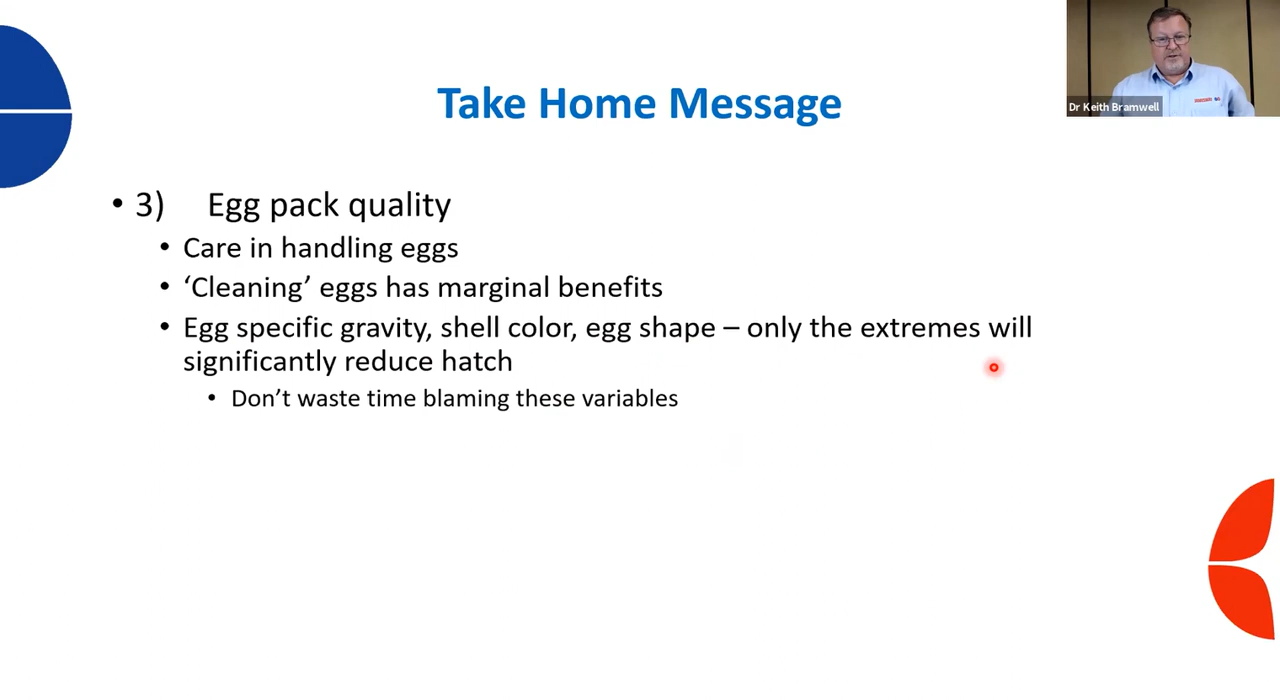 Take Home Message
Dr Keith Bramwell
• 3) Egg pack quality
• Care in handling eggs
• ‘Cleaning’ eggs has marginal benefits
• Egg specific gravity, shell color, egg shape – only the extremes will
significantly reduce hatch
• Don’t waste time blaming these variables